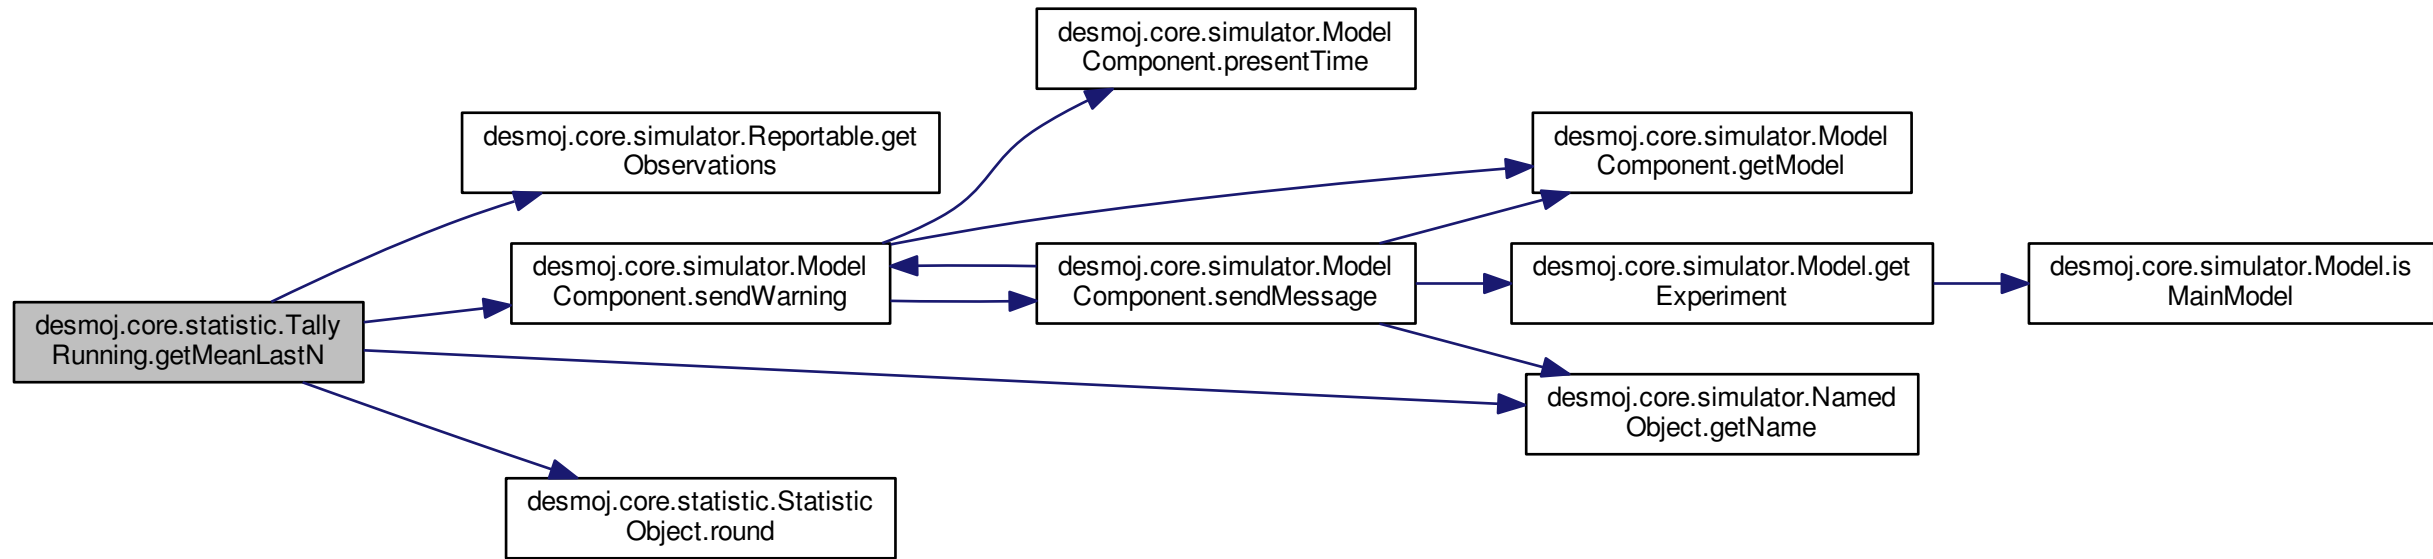 desmoj.core.simulator.Model
Component.presentTime
desmoj.core.simulator.Reportable.get
Observations
desmoj.core.simulator.Model
Component.getModel
desmoj.core.simulator.Model
Component.sendWarning
desmoj.core.simulator.Model
Component.sendMessage
desmoj.core.simulator.Model.get
Experiment
desmoj.core.simulator.Model.is
MainModel
desmoj.core.statistic.Tally
Running.getMeanLastN
desmoj.core.simulator.Named
Object.getName
desmoj.core.statistic.Statistic
Object.round